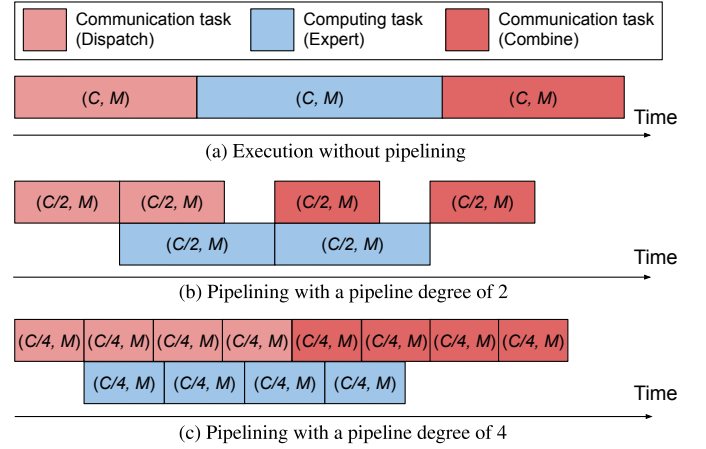 Communication task
(Dispatch)
Computing task
(Expert)
Communication task
(Combine)
(C, M) (C, M) (C, M)
Time
(a) Execution without pipelining
(C/2, M) (C/2, M) (C/2, M) (C/2, M)
(C/2, M) (C/2, M)
Time
(b) Pipelining with a pipeline degree of 2
(C/4, M) (C/4, M) (C/4, M) (C/4, M) (C/4, M) (C/4, M) (C/4, M) (C/4, M)
(C/4, M) (C/4, M) (C/4, M) (C/4, M)
Time
(c) Pipelining with a pipeline degree of 4